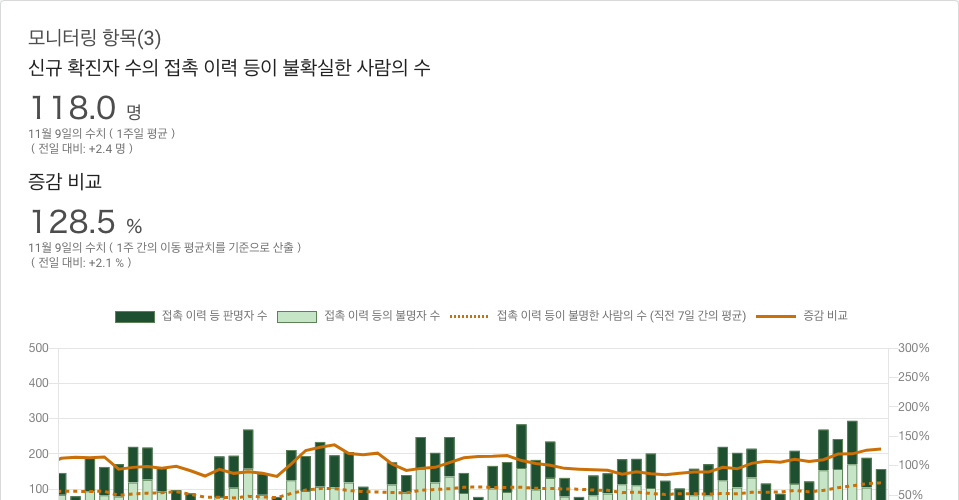 모니터링 항목(3)
신규 확진자 수의 접촉 이력 등이 불확실한 사람의 수
118.0 명
11월 9일의 수치 ( 1주일 평균 )
( 전일 대비: +2.4 명 )
증감 비교
128.5 %
11월 9일의 수치 ( 1주 간의 이동 평균치를 기준으로 산출 )
( 전일 대비: +2.1 % )
접촉 이력 등 판명자 수 접촉 이력 등의 불명자 수 접촉 이력 등이 불명한 사람의 수 (직전 7일 간의 평균) 증감 비교
500 300%
400 250%
300 200%
200 150%
100 100%
50%